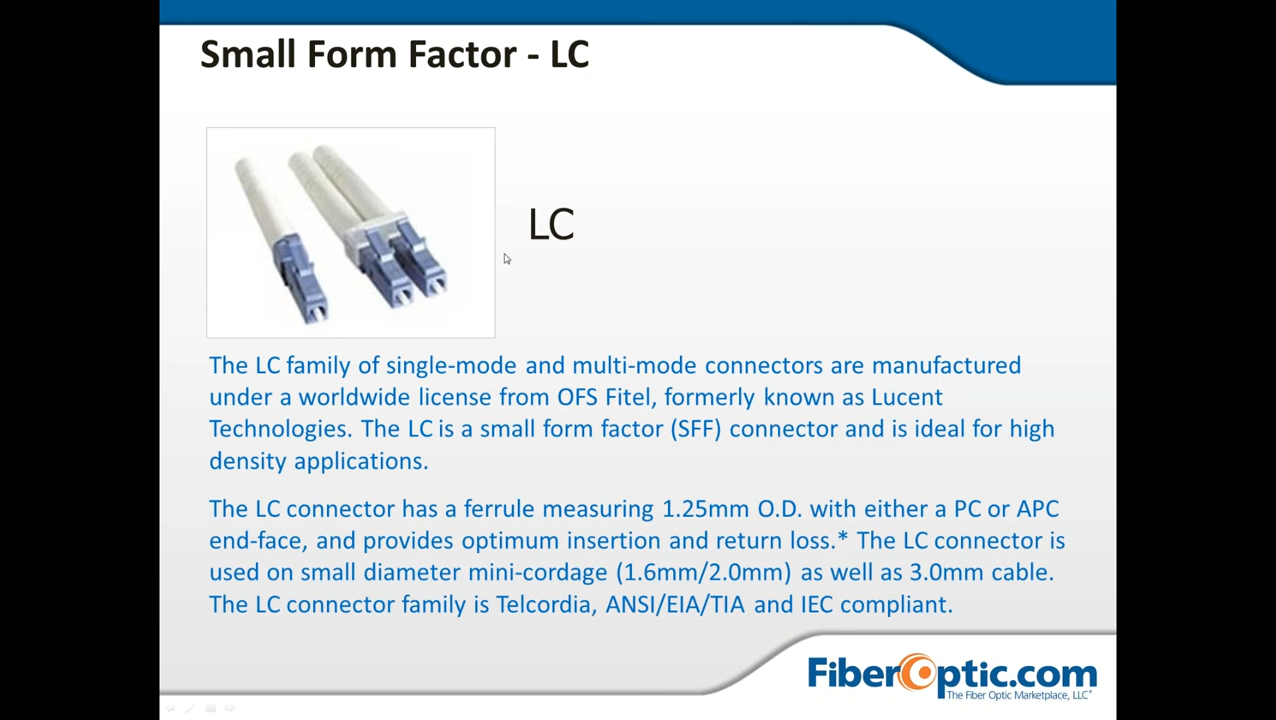 Small Form Factor - LC
LC
The LC family of single-mode and multi-mode connectors are manufactured
under a worldwide license from OFS Fitel, formerly known as Lucent
Technologies. The LC is a small form factor (SFF) connector and is ideal for high
density applications.
The LC connector has a ferrule measuring 1.25mm O.D. with either a PC or APC
end-face, and provides optimum insertion and return loss.* The LC connector is
used on small diameter mini-cordage (1.6mm/2.0mm) as well as 3.0mm cable.
The LC connector family is Telcordia, ANSI/EIA/TIA and IEC compliant.
FiberOptic.com
The Fiber Optic Marketplace, LLC®